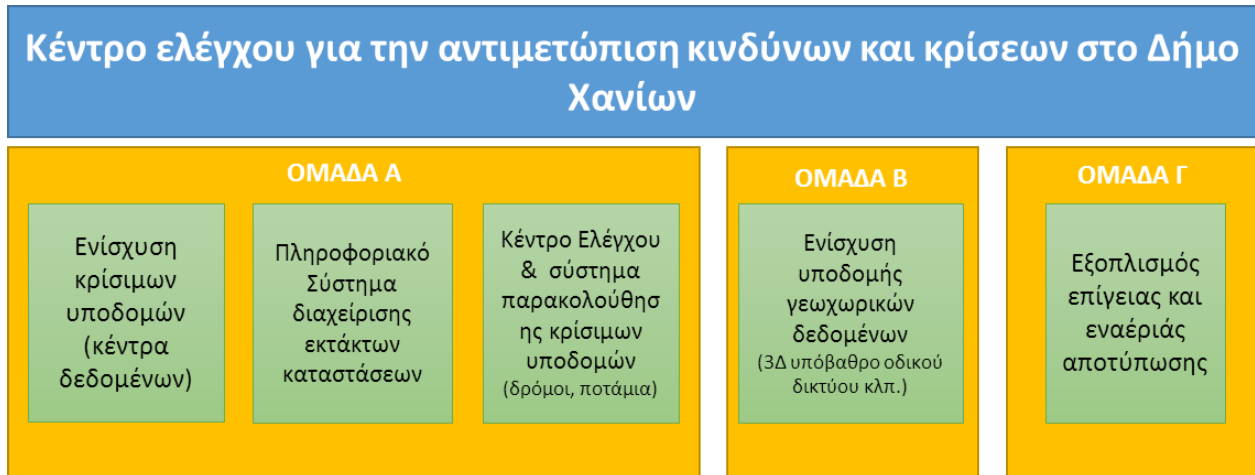 Κέντρο ελέγχου για την αντιμετώπιση κινδύνων και κρίσεων στο Δήμο
Χανίων
ΟΜΑΔΑ Α
Ενίσχυση
κρίσιμων
υποδομών
(κέντρα
δεδομένων)
Πληροφοριακό
Σύστημα
διαχείρισης
εκτάκτων
καταστάσεων
Κέντρο Ελέγχου
& σύστημα
παρακολούθησ
ης κρίσιμων
υποδομών
(δρόμοι, ποτάμια)
ΟΜΑΔΑ Β
Ενίσχυση
υποδομής
γεωχωρικών
δεδομένων
(3Δ υπόβαθρο οδικού
δικτύου κλπ.)
ΟΜΑΔΑ Γ
Εξοπλισμός
επίγειας και
εναέριάς
αποτύπωσης